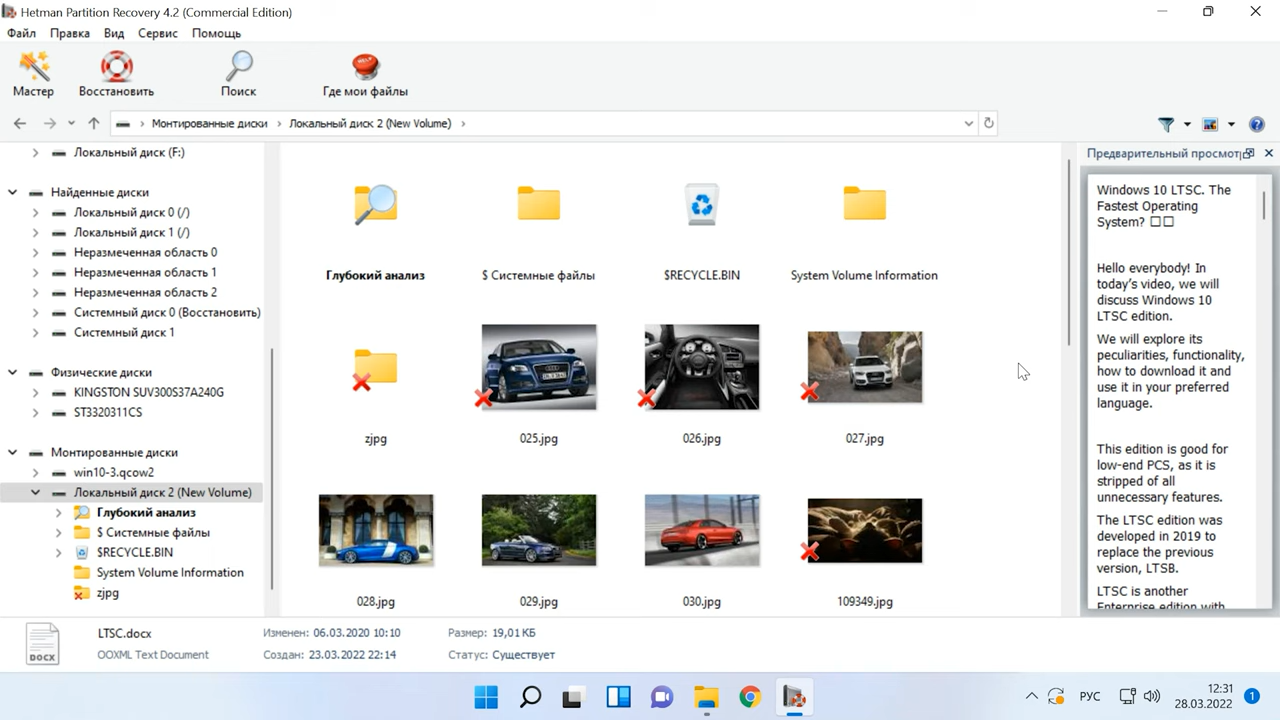 Hetman Partition Recovery 4.2 (Commercial Edition)
Файл Правка Вид Сервис Помощь
Мастер Восстановить Поиск Где мои файлы
Монтированные диски Локальный диск 2 (New Volume)
Локальный диск (F:)
Найденные диски
Локальный диск 0 (/)
Локальный диск 1 (/)
Неразмеченная область 0
Неразмеченная область 1
Неразмеченная область 2
Системный диск 0 (Восстановить)
Системный диск 1
Физические диски
KINGSTON SUV300S37A240G
ST3320311CS
Монтированные диски
win10-3.qcow2
Локальный диск 2 (New Volume)
Глубокий анализ
$ Системные файлы
$RECYCLE.BIN
System Volume Information
zjpg
Глубокий анализ $ Системные файлы $RECYCLE.BIN System Volume Information
zjpg 025.jpg 026.jpg 027.jpg
028.jpg 029.jpg 030.jpg 109349.jpg
Предварительный просмотр
Windows 10 LTSC. The
Fastest Operating
System?
Hello everybody! In
today’s video, we will
discuss Windows 10
LTSC edition.
We will explore its
peculiarities, functionality,
how to download it and
use it in your preferred
language.
This edition is good for
low-end PCS, as it is
stripped of all
unnecessary features.
The LTSC edition was
developed in 2019 to
replace the previous
version, LTSB.
LTSC is another
Enterprise edition with
LTSC.docx Изменен: 06.03.2020 10:10 Размер: 19,01 КБ
OOXML Text Document Создан: 23.03.2022 22:14 Статус: Существует
DOCX
РУС 12:31
28.03.2022 1